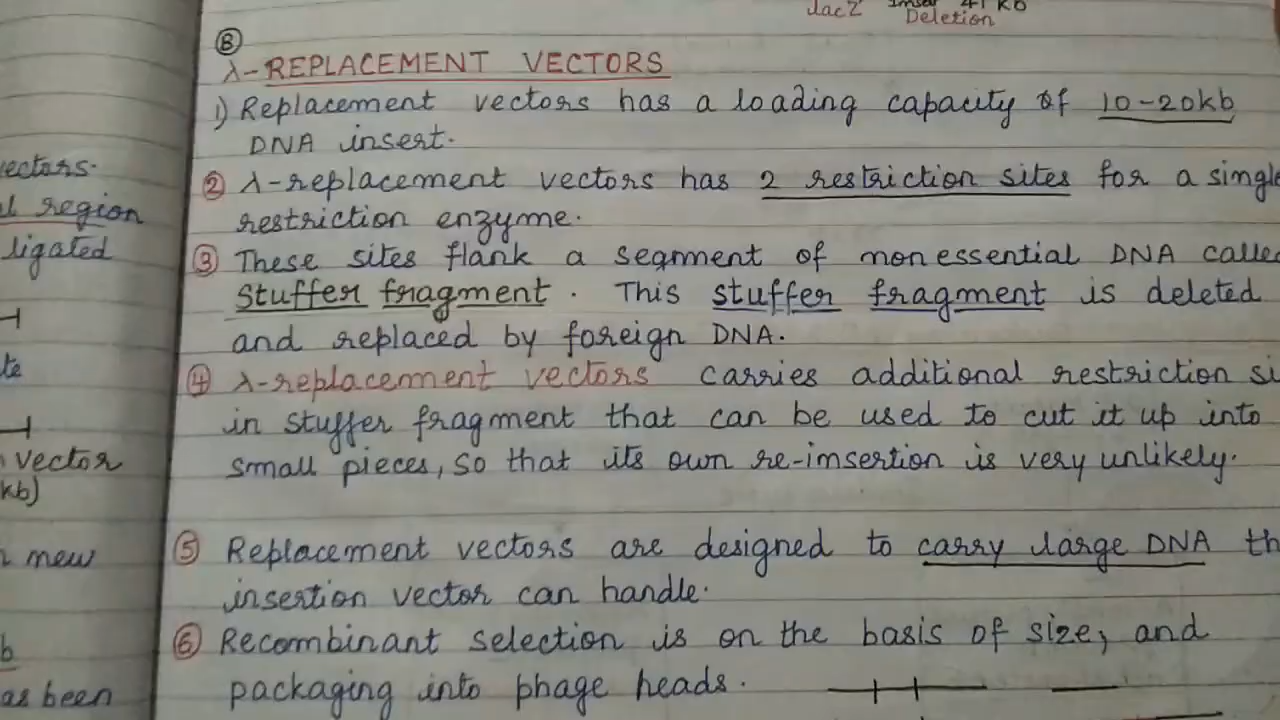 lacZ
41 kb
Deletion
Ⓑ
λ-REPLACEMENT VECTORS
1) Replacement vectors has a loading capacity of 10-20kb
DNA insert.
② λ-replacement vectors has 2 restriction sites for a single
restriction enzyme.
③ These sites flank a segment of nonessential DNA called
stuffer fragment. This stuffer fragment is deleted
and replaced by foreign DNA.
④ λ-replacement vectors carries additional restriction si
in stuffer fragment that can be used to cut it up into
small pieces, so that its own re-insertion is very unlikely.
⑤ Replacement vectors are designed to carry large DNA th
insertion vector can handle.
⑥ Recombinant selection is on the basis of size, and
packaging into phage heads.
vectors.
region
ligated
vector
kb)
new
b
as been